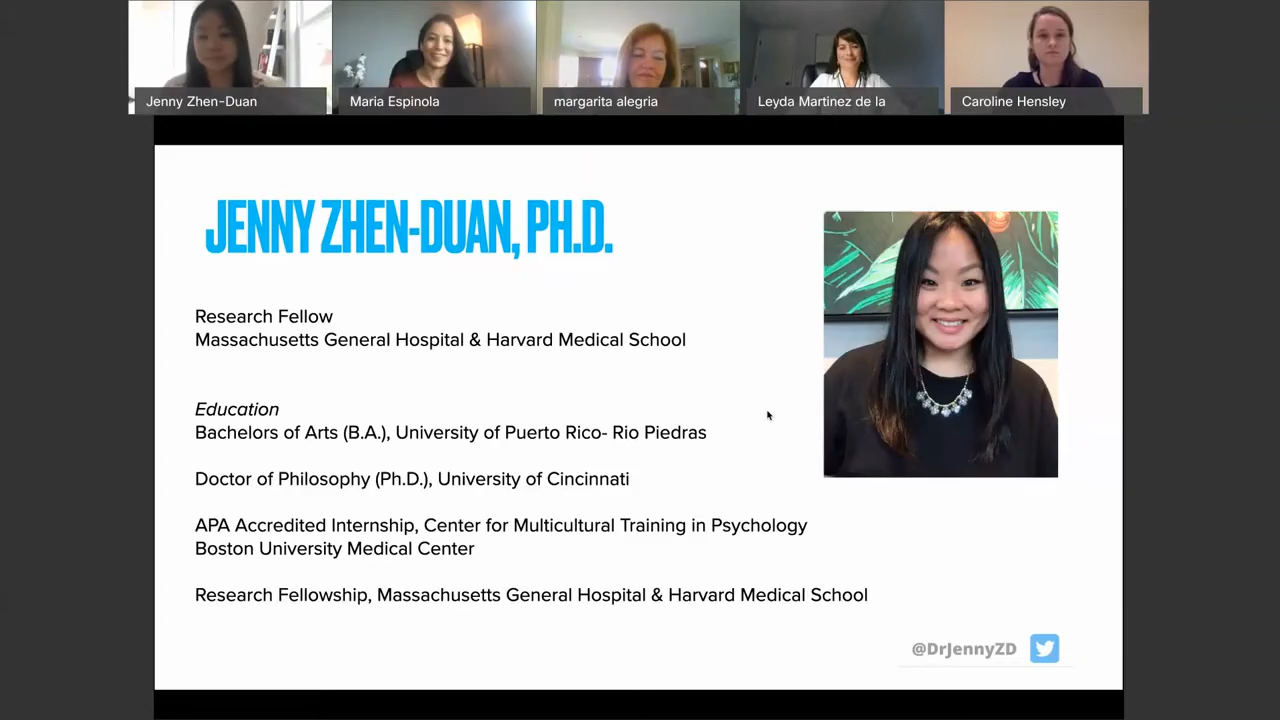 Jenny Zhen-Duan
Maria Espinola
margarita alegria
Leyda Martinez de la
Caroline Hensley
JENNY ZHEN-DUAN, PH.D.
Research Fellow
Massachusetts General Hospital & Harvard Medical School
Education
Bachelors of Arts (B.A.), University of Puerto Rico- Rio Piedras
Doctor of Philosophy (Ph.D.), University of Cincinnati
APA Accredited Internship, Center for Multicultural Training in Psychology
Boston University Medical Center
Research Fellowship, Massachusetts General Hospital & Harvard Medical School
@DrJennyZD